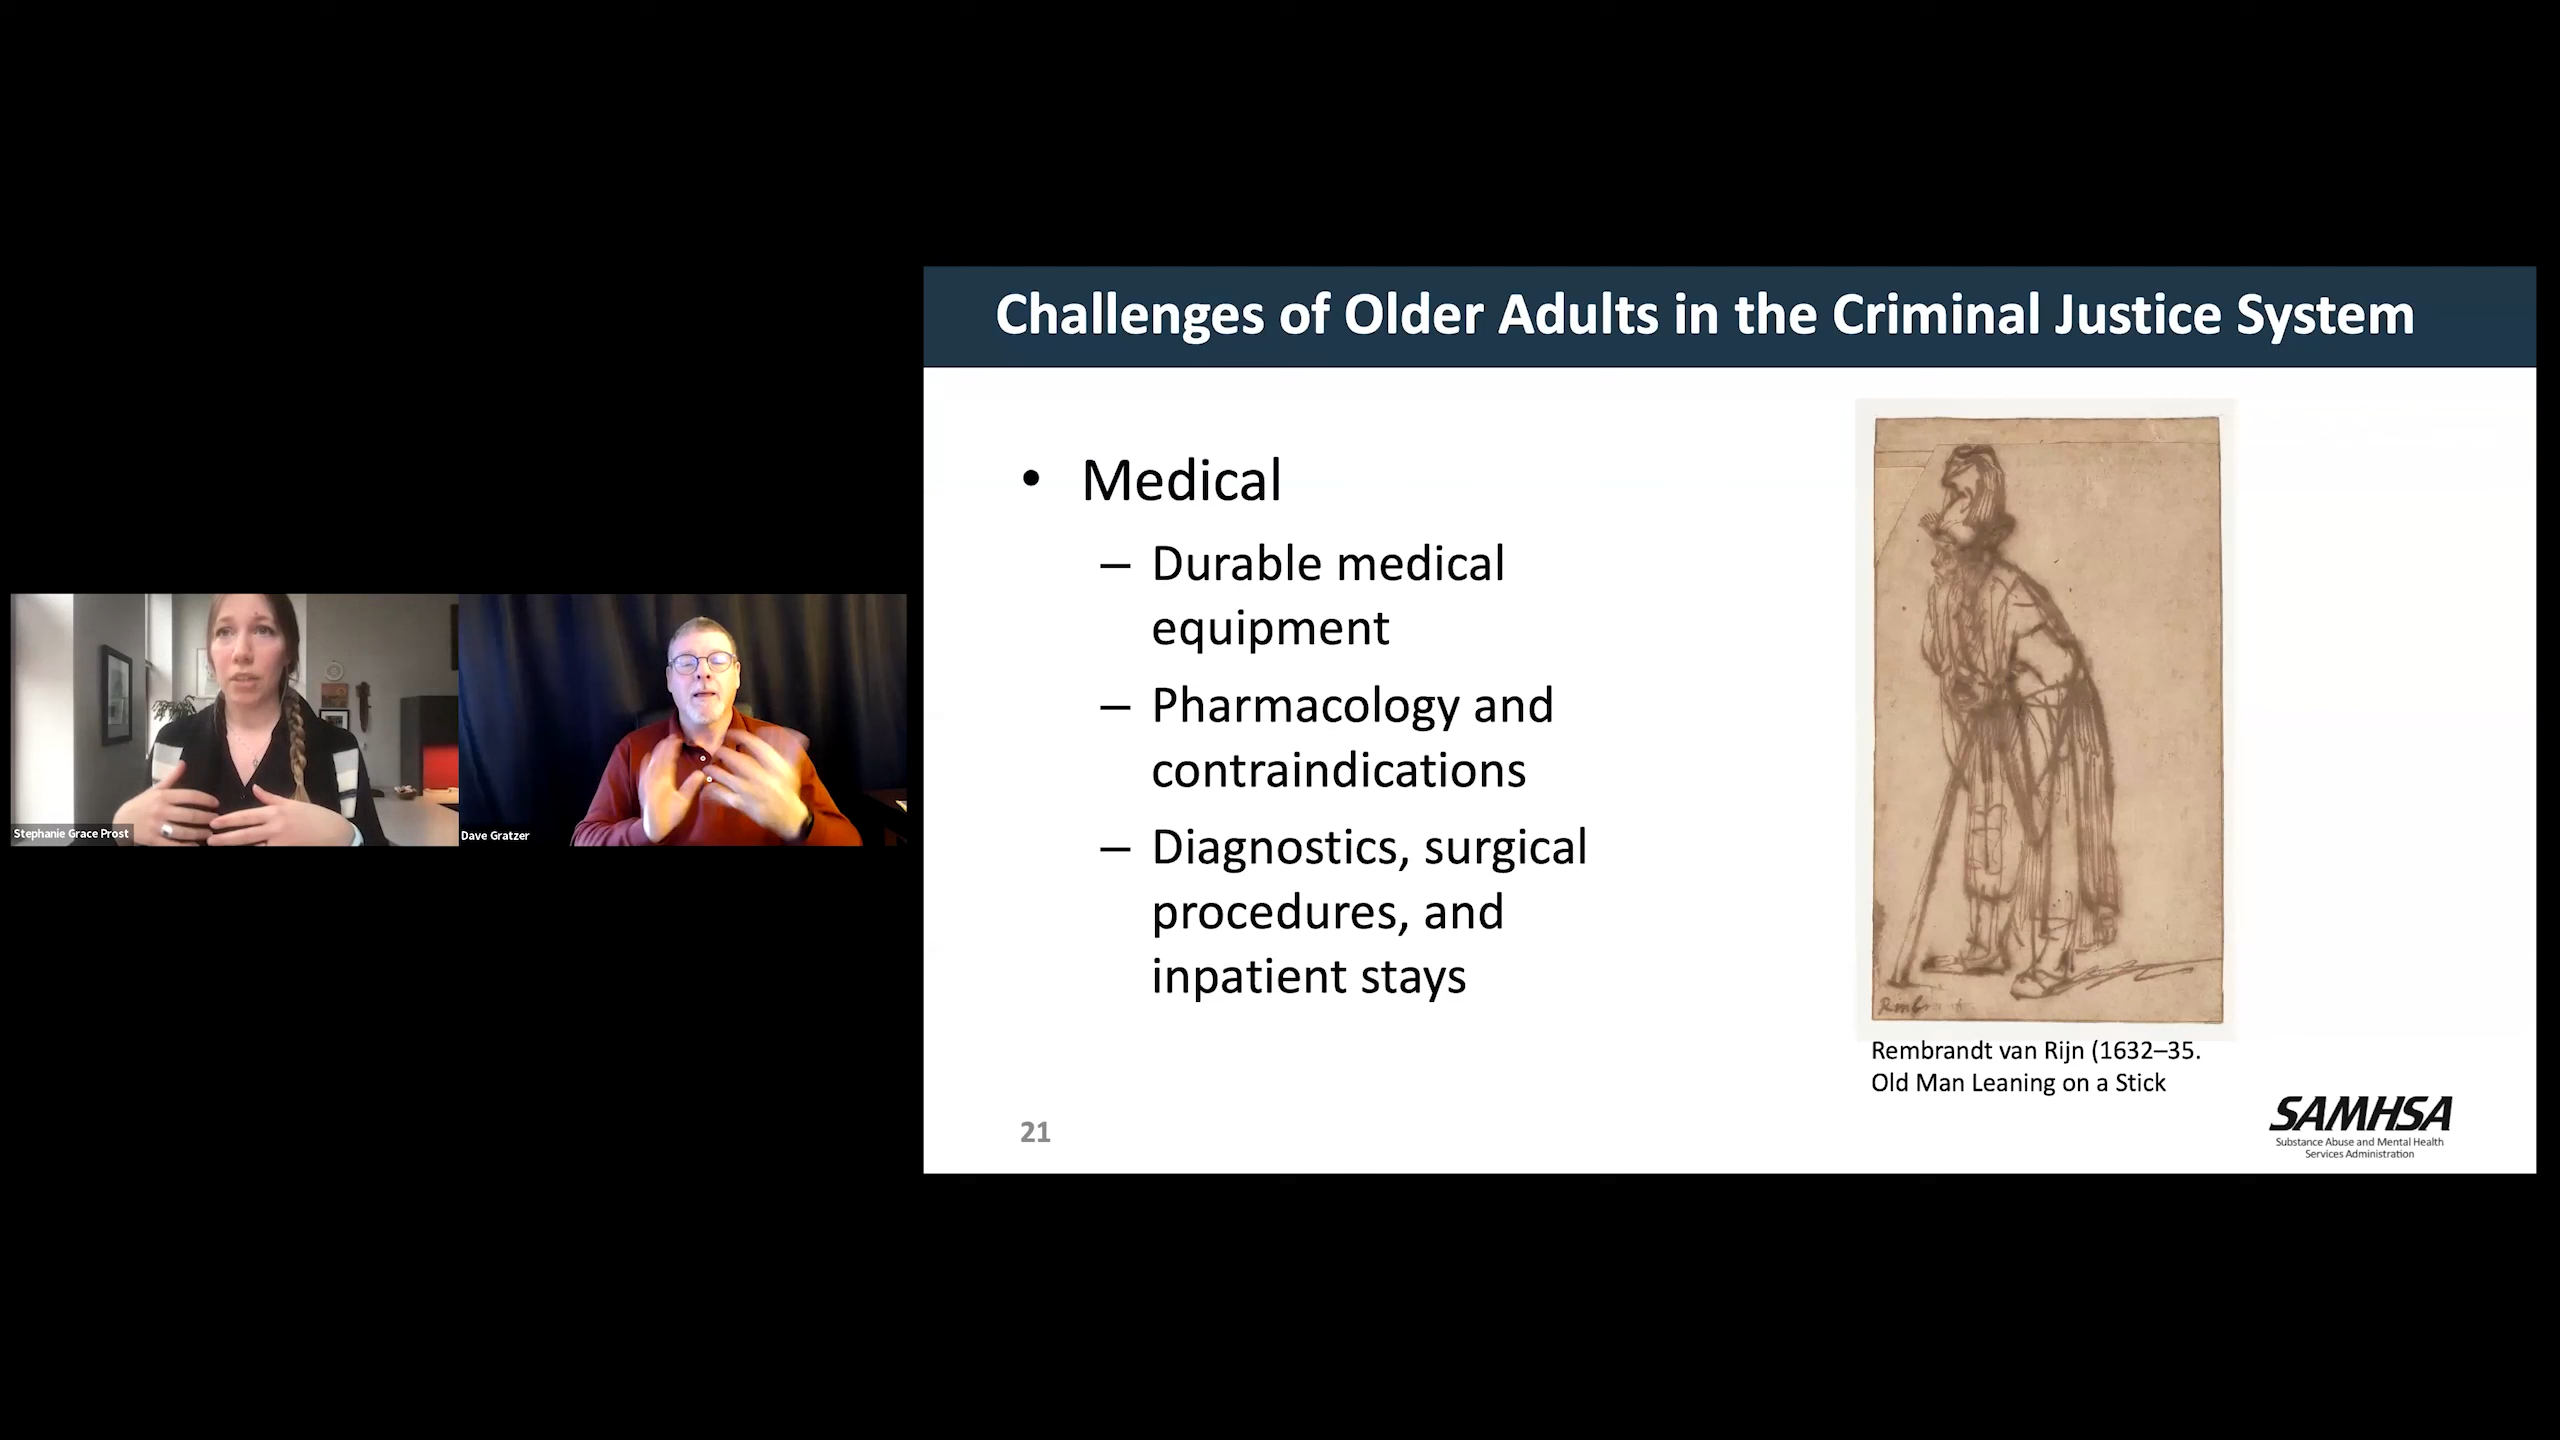 Challenges of Older Adults in the Criminal Justice System
• Medical
– Durable medical
equipment
– Pharmacology and
contraindications
– Diagnostics, surgical
procedures, and
inpatient stays
Rembrandt van Rijn (1632–35.
Old Man Leaning on a Stick
21
SAMHSA
Substance Abuse and Mental Health
Services Administration
Stephanie Grace Prost
Dave Gratzer